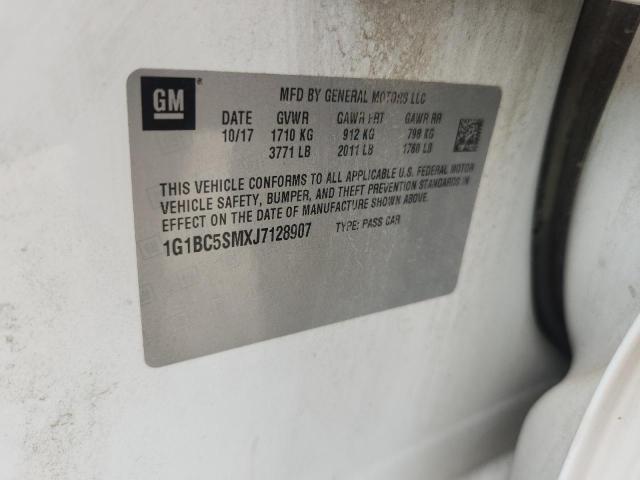 GM
MFD BY GENERAL MOTORS LLC
DATE GVWR GAWR FRT GAWR RR
10/17 1710 KG 912 KG 798 KG
3771 LB 2011 LB 1760 LB
THIS VEHICLE CONFORMS TO ALL APPLICABLE U.S. FEDERAL MOTOR
VEHICLE SAFETY, BUMPER, AND THEFT PREVENTION STANDARDS IN
EFFECT ON THE DATE OF MANUFACTURE SHOWN ABOVE.
1G1BC5SMXJ7128907 TYPE: PASS CAR